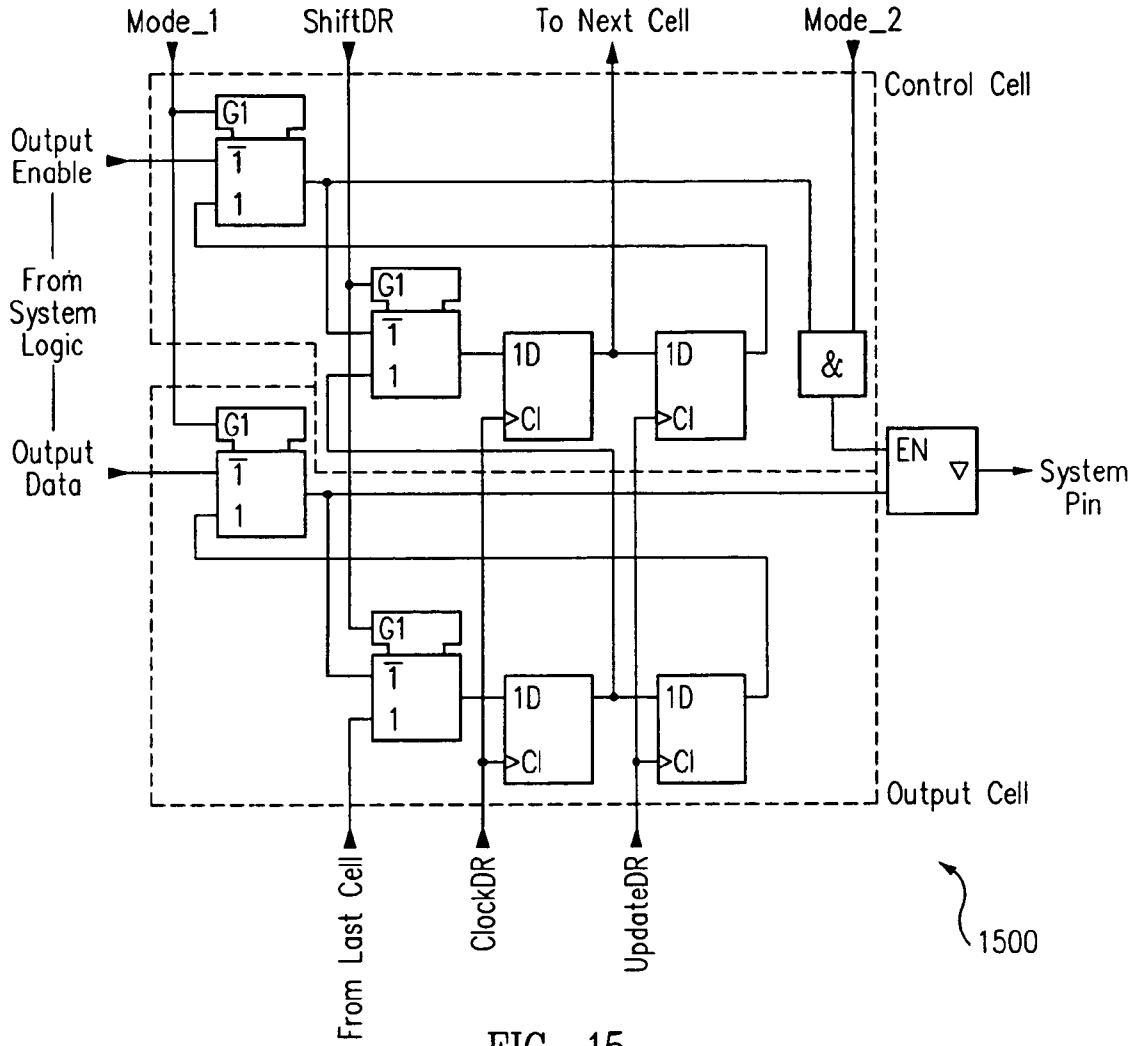 Mode_1
ShiftDR
To Next Cell
Mode_2
Control Cell
G1
Output
Enable
1
1
From
System
Logic
G1
1
1
1D
CI
1D
CI
&
G1
Output
Data
1
1
EN
▽
System
Pin
G1
1
1
1D
CI
1D
CI
Output Cell
From Last Cell
ClockDR
UpdateDR
1500
FIG. 15